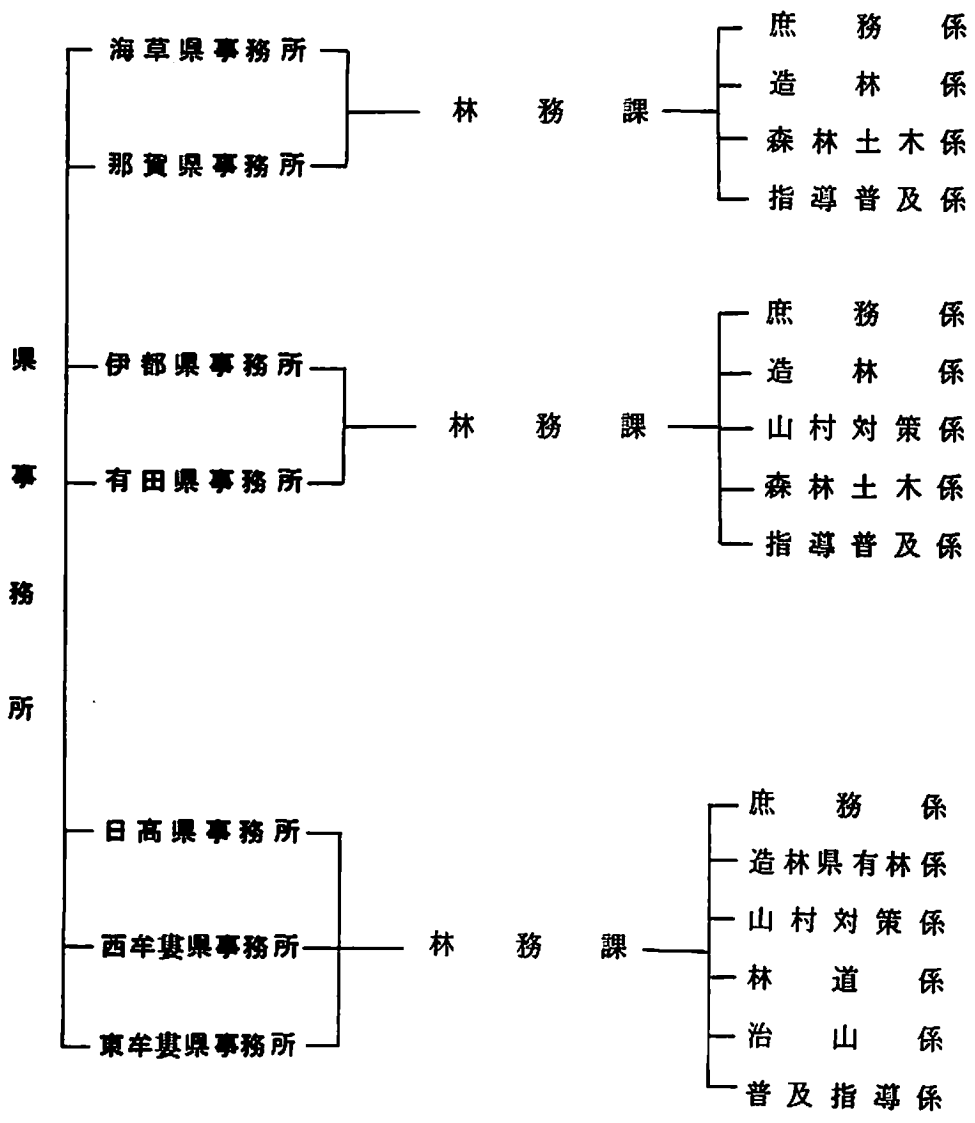 県事務所
海草県事務所
那賀県事務所
林務課
庶務係
造林係
森林土木係
指導普及係
伊都県事務所
有田県事務所
林務課
庶務係
造林係
山村対策係
森林土木係
指導普及係
日高県事務所
西牟婁県事務所
東牟婁県事務所
林務課
庶務係
造林県有林係
山村対策係
林道係
治山係
普及指導係